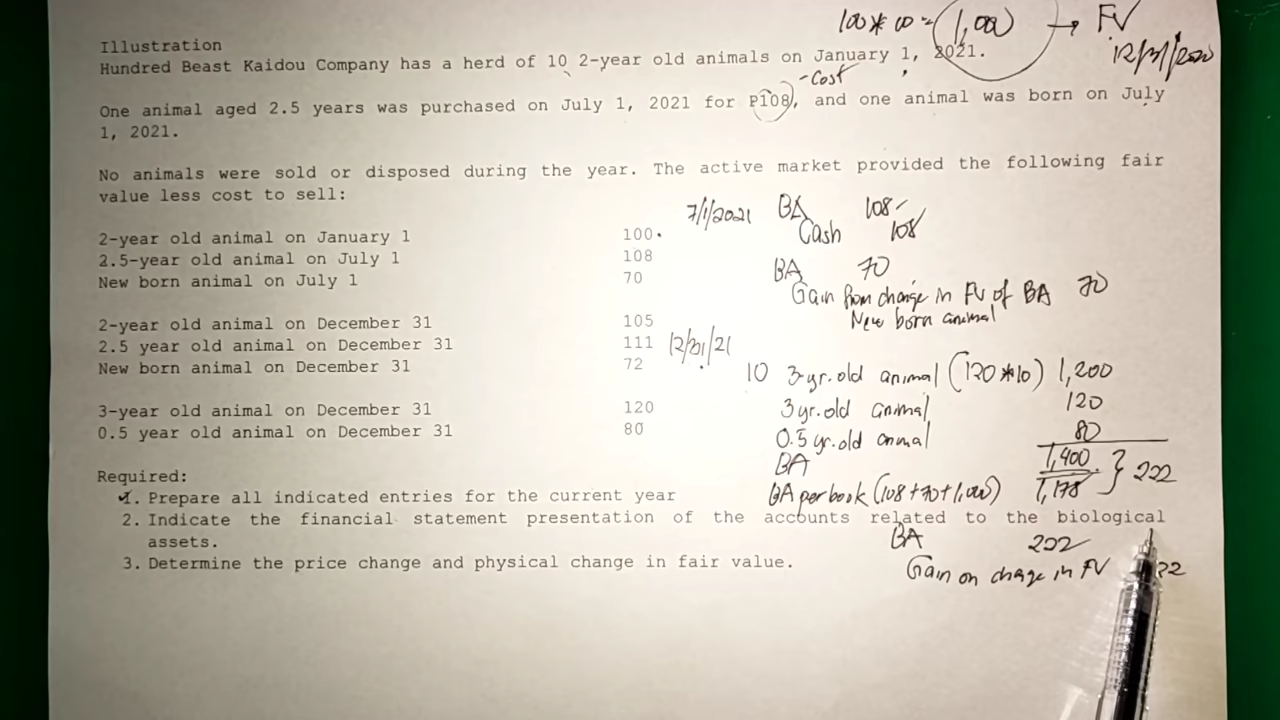 100 * 10 = 1,000 → FV
12/31/2020
Illustration
Hundred Beast Kaidou Company has a herd of 10 2-year old animals on January 1, 2021.
- Cost
One animal aged 2.5 years was purchased on July 1, 2021 for P108, and one animal was born on July
1, 2021.
No animals were sold or disposed during the year. The active market provided the following fair
value less cost to sell:
7/1/2021 BA 108
Cash 108
2-year old animal on January 1 100
2.5-year old animal on July 1 108
New born animal on July 1 70
BA 70
Gain from change in FV of BA 70
New born animal
2-year old animal on December 31 105
2.5 year old animal on December 31 111
New born animal on December 31 72
12/31/21
10 3-yr. old animal (120 * 10) 1,200
3-year old animal on December 31 120
0.5 year old animal on December 31 80
3 yr. old animal 120
0.5 yr. old animal 80
BA 1,400
BA per book (108 + 70 + 1,000) 1,178 } 222
Required:
1. Prepare all indicated entries for the current year
2. Indicate the financial statement presentation of the accounts related to the biological
assets.
3. Determine the price change and physical change in fair value.
BA 222
Gain on change in FV